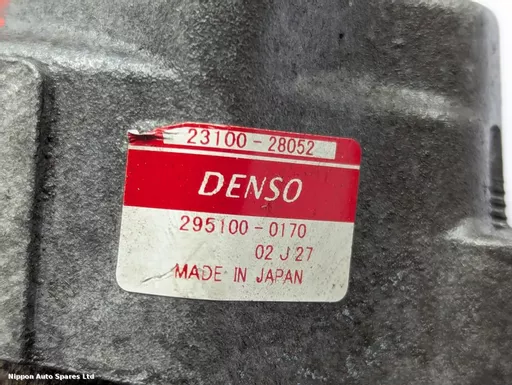 23100-28052
DENSO
295100-0170
02 J 27
MADE IN JAPAN
Nippon Auto Spares Ltd